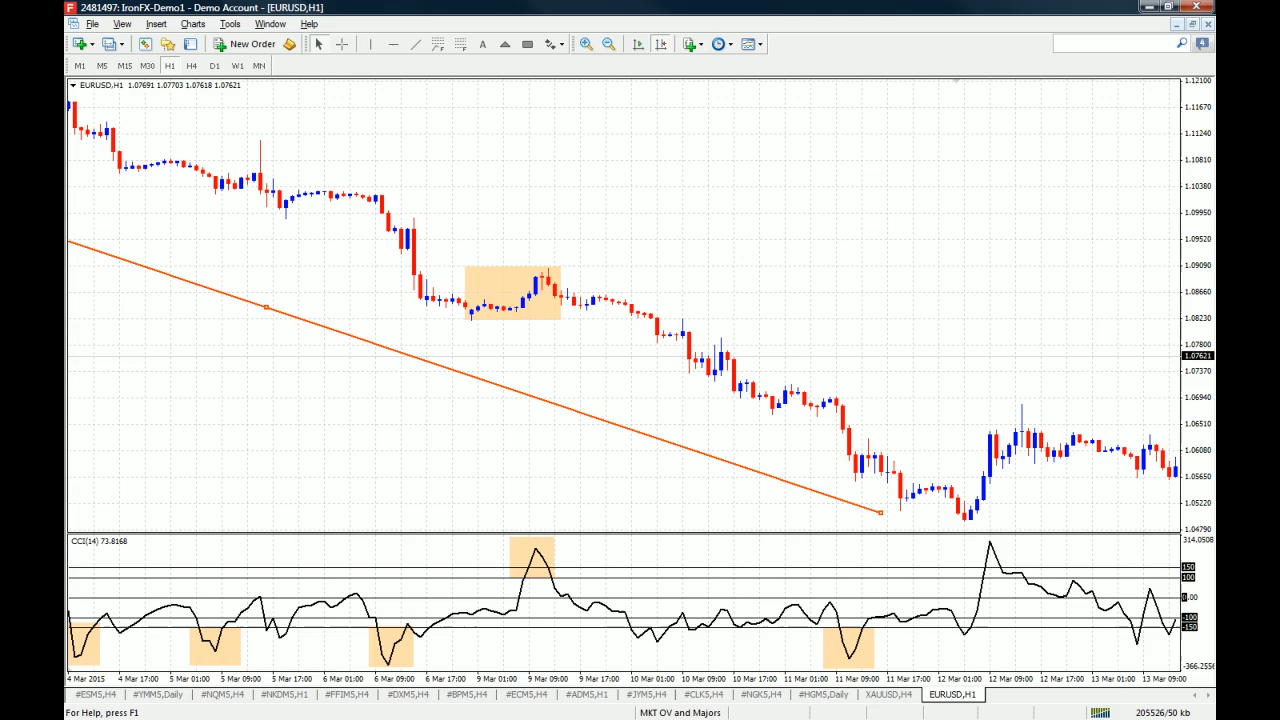 2481497: IronFX-Demo1 - Demo Account - [EURUSD,H1]
File View Insert Charts Tools Window Help
New Order A 4
M1 M5 M15 M30 H1 H4 D1 W1 MN
EURUSD,H1 1.07691 1.07703 1.07618 1.07621
1.12100
1.11670
1.11240
1.10810
1.10380
1.09950
1.09520
1.09090
1.08660
1.08230
1.07800
1.07621
1.07370
1.06940
1.06510
1.06080
1.05650
1.05220
1.04790
CCI(14) 73.8168
314.0508
150
100
0.00
-100
-150
-366.2556
4 Mar 2015 4 Mar 17:00 5 Mar 01:00 5 Mar 09:00 5 Mar 17:00 6 Mar 01:00 6 Mar 09:00 6 Mar 17:00 9 Mar 01:00 9 Mar 09:00 9 Mar 17:00 10 Mar 01:00 10 Mar 09:00 10 Mar 17:00 11 Mar 01:00 11 Mar 09:00 11 Mar 17:00 12 Mar 01:00 12 Mar 09:00 12 Mar 17:00 13 Mar 01:00 13 Mar 09:00
#ESM5,H4 #YMM5,Daily #NQM5,H4 #NKDM5,H1 #FFIM5,H4 #DXM5,H4 #BPM5,H4 #ECM5,H4 #ADM5,H1 #JYM5,H4 #CLK5,H4 #NGK5,H4 #HGM5,Daily XAUUSD,H4 EURUSD,H1
For Help, press F1 MKT OV and Majors 205526/50 kb